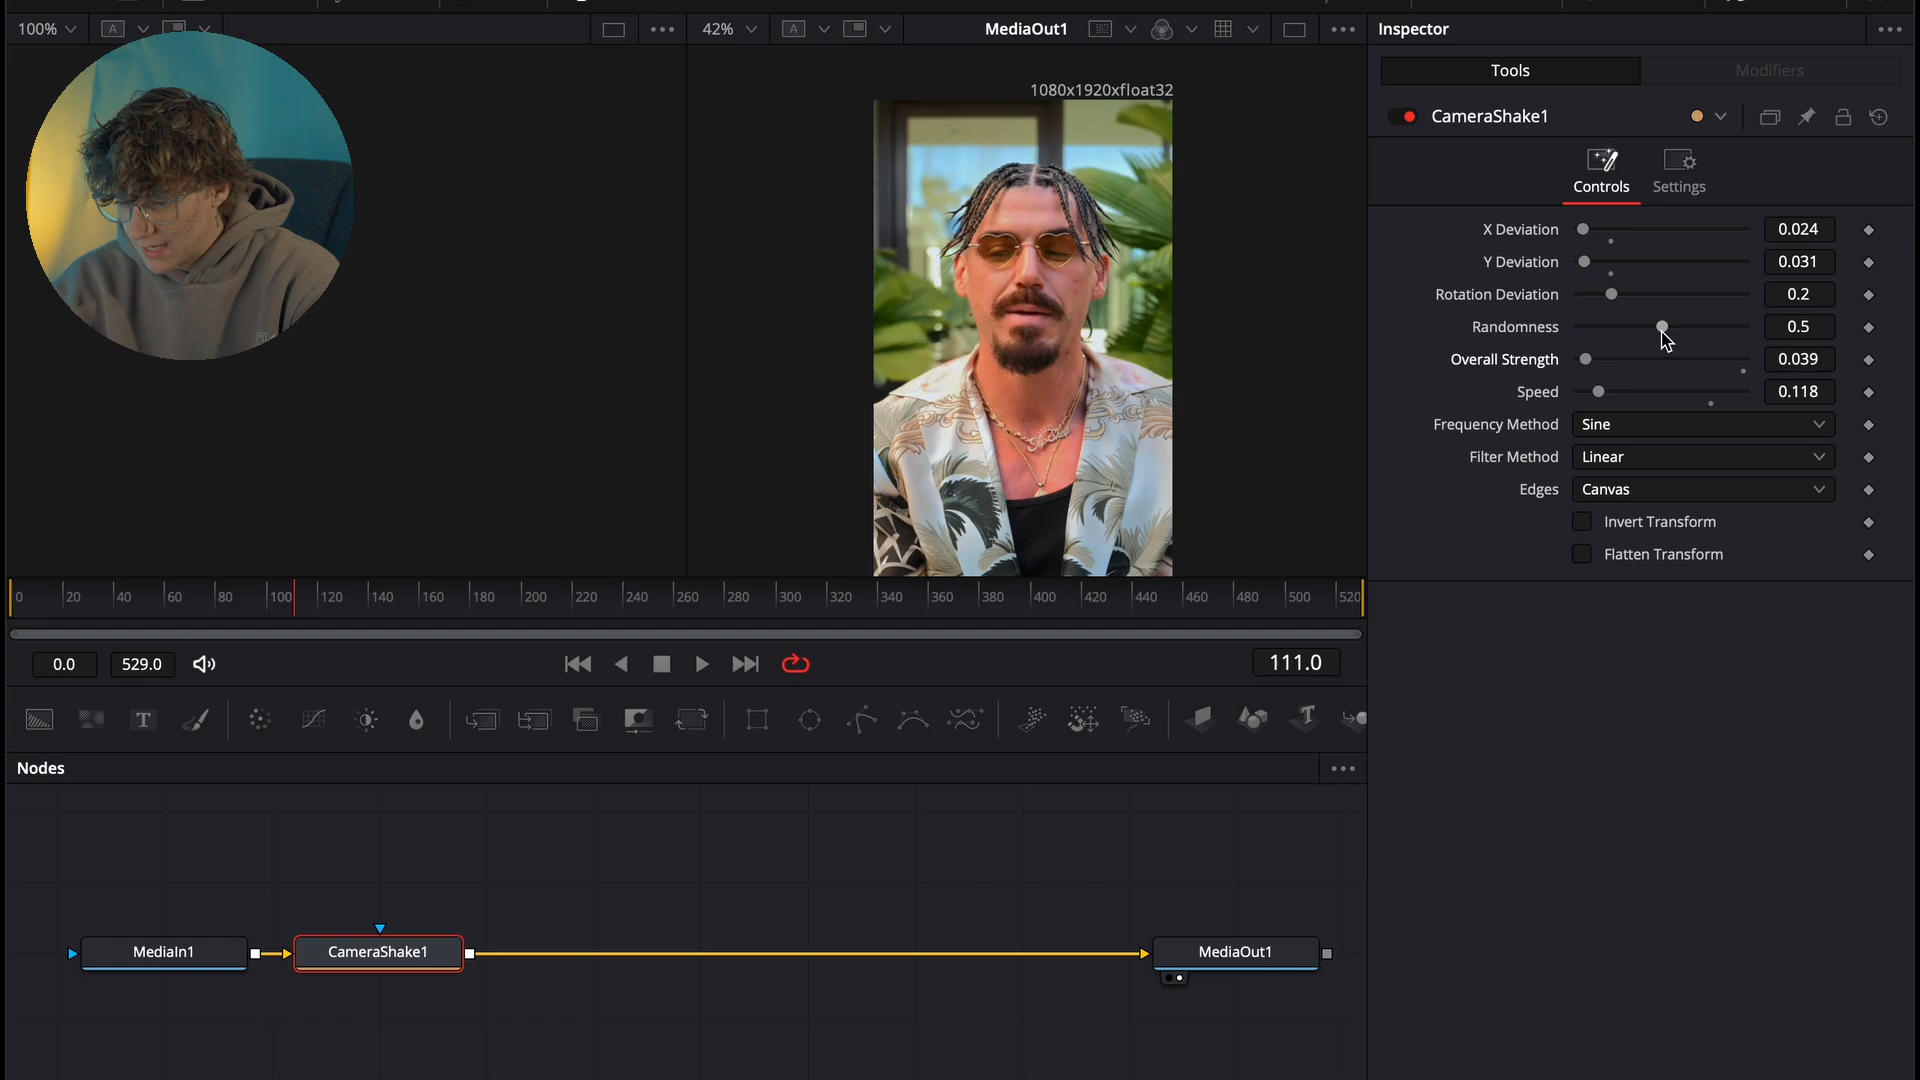 100%
A
42%
A
MediaOut1
Inspector
Tools
Modifiers
1080x1920xfloat32
CameraShake1
Controls
Settings
X Deviation
0.024
Y Deviation
0.031
Rotation Deviation
0.2
Randomness
0.5
Overall Strength
0.039
Speed
0.118
Frequency Method
Sine
Filter Method
Linear
Edges
Canvas
Invert Transform
Flatten Transform
0 20 40 60 80 100 120 140 160 180 200 220 240 260 280 300 320 340 360 380 400 420 440 460 480 500 520
0.0
529.0
111.0
T
T
Nodes
MediaIn1
CameraShake1
MediaOut1